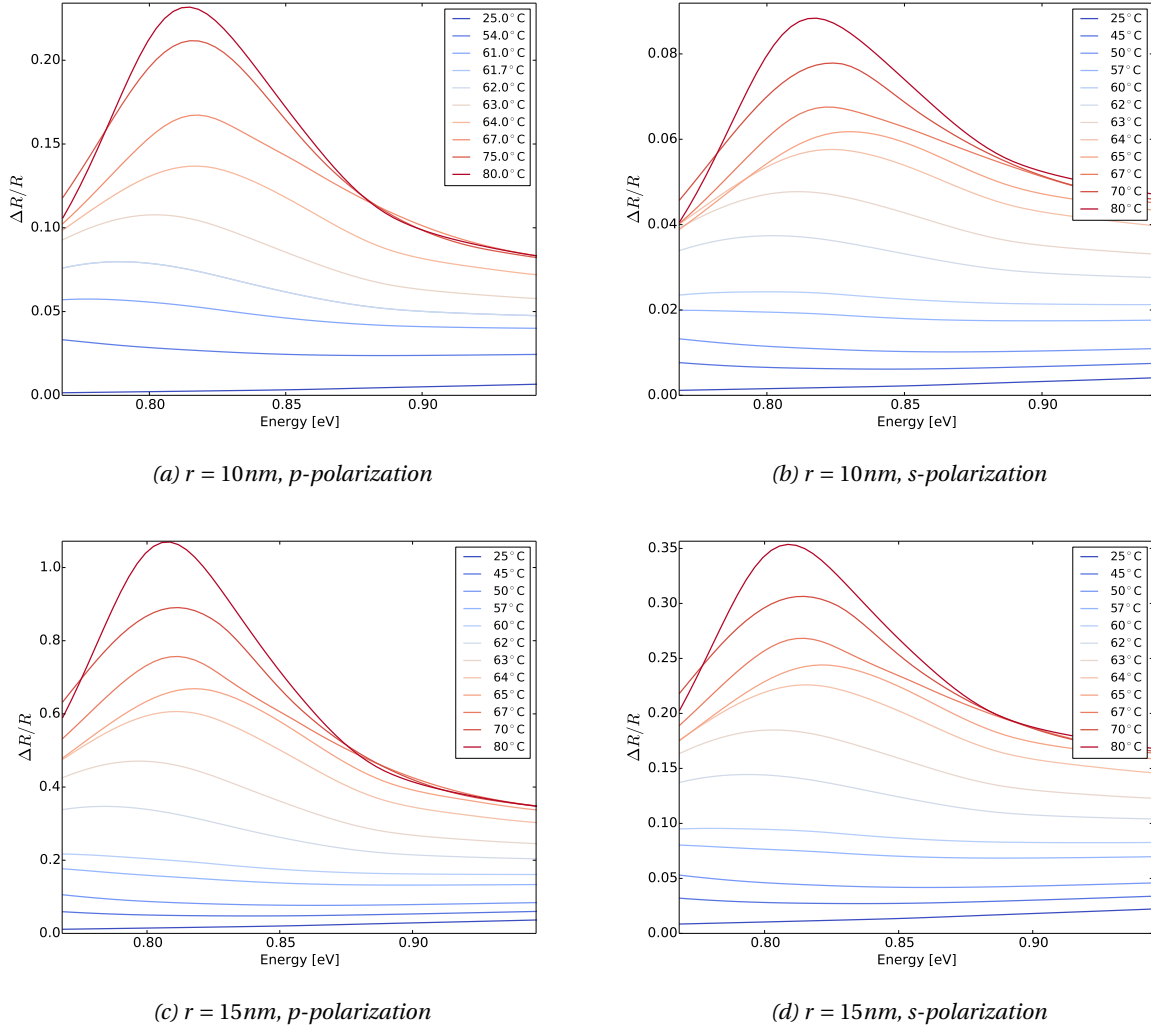 ΔR/R
0.20
0.15
0.10
0.05
0.00
0.80
0.85
0.90
Energy [eV]
25.0°C
54.0°C
61.0°C
61.7°C
62.0°C
63.0°C
64.0°C
67.0°C
75.0°C
80.0°C
(a) r = 10nm, p-polarization
ΔR/R
0.08
0.06
0.04
0.02
0.00
0.80
0.85
0.90
Energy [eV]
25°C
45°C
50°C
57°C
60°C
62°C
63°C
64°C
65°C
67°C
70°C
80°C
(b) r = 10nm, s-polarization
ΔR/R
1.0
0.8
0.6
0.4
0.2
0.0
0.80
0.85
0.90
Energy [eV]
25°C
45°C
50°C
57°C
60°C
62°C
63°C
64°C
65°C
67°C
70°C
80°C
(c) r = 15nm, p-polarization
ΔR/R
0.35
0.30
0.25
0.20
0.15
0.10
0.05
0.00
0.80
0.85
0.90
Energy [eV]
25°C
45°C
50°C
57°C
60°C
62°C
63°C
64°C
65°C
67°C
70°C
80°C
(d) r = 15nm, s-polarization